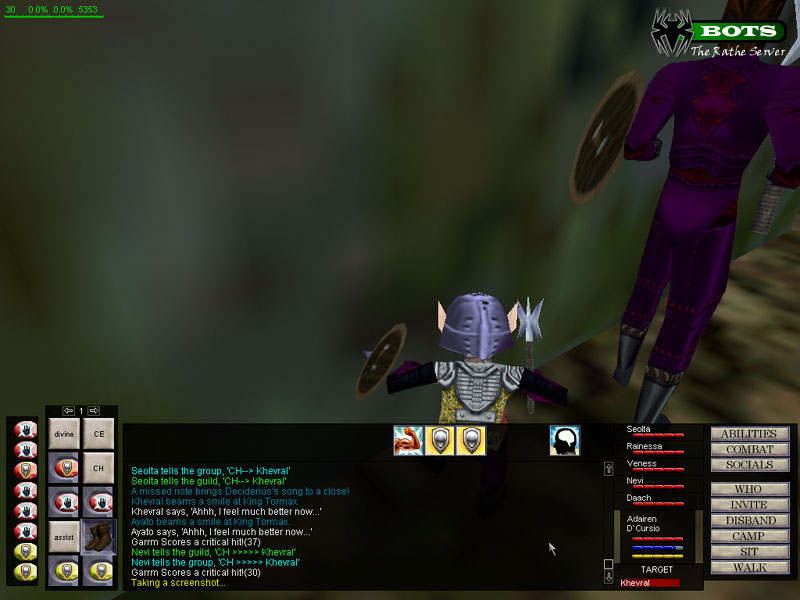 30 0.0% 0.0% 5353
BOTS
The Rathe Server
1
divine
CE
CH
assist
Seolta tells the group, 'CH--> Khevral'
Seolta tells the guild, 'CH--> Khevral'
A missed note brings Deciderius's song to a close!
Khevral beams a smile at King Tormax.
Khevral says, 'Ahhh, I feel much better now...'
Ayato beams a smile at King Tormax.
Ayato says, 'Ahhh, I feel much better now...'
Garrm Scores a critical hit!(37)
Nevi tells the guild, 'CH >>>>> Khevral'
Nevi tells the group, 'CH >>>>> Khevral'
Garrm Scores a critical hit!(30)
Taking a screenshot...
Seolta
Rainessa
Veness
Nevi
Daach
Adairen
D`Cursio
TARGET
Khevral
ABILITIES
COMBAT
SOCIALS
WHO
INVITE
DISBAND
CAMP
SIT
WALK